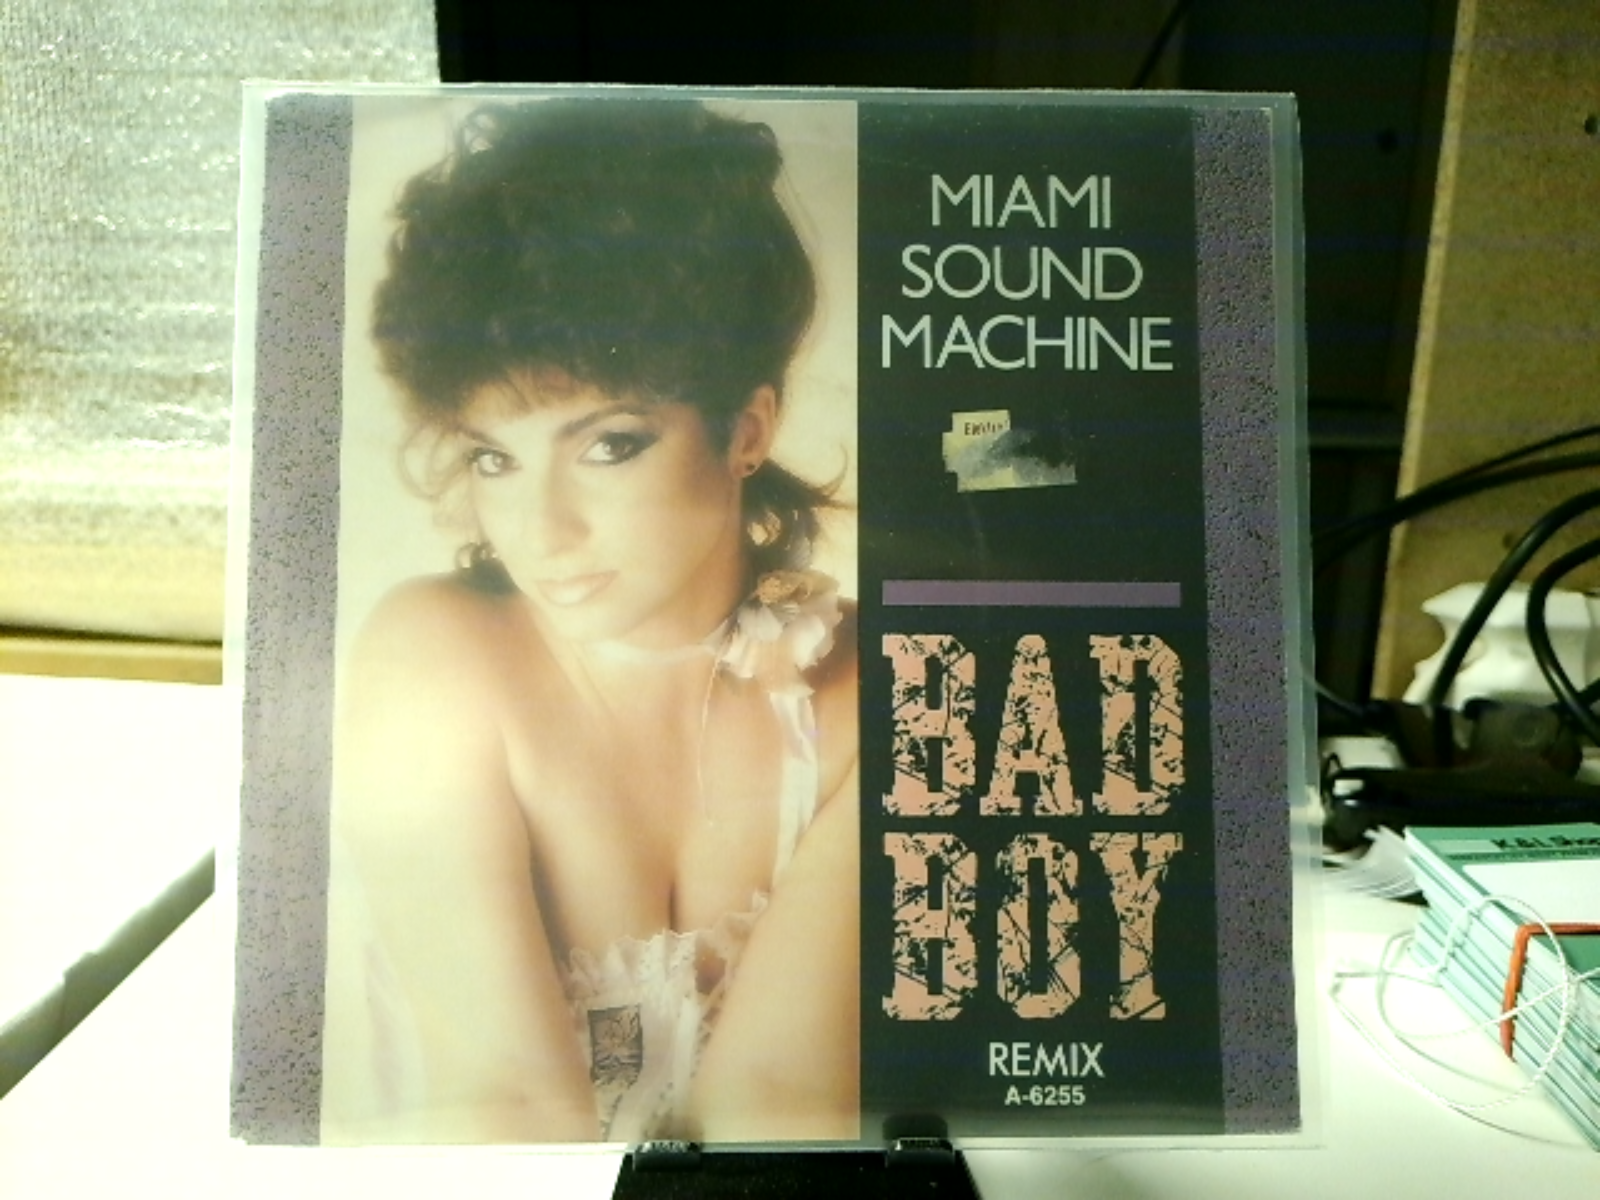 MIAMI
SOUND
MACHINE
BAD
BOY
REMIX
A-6255